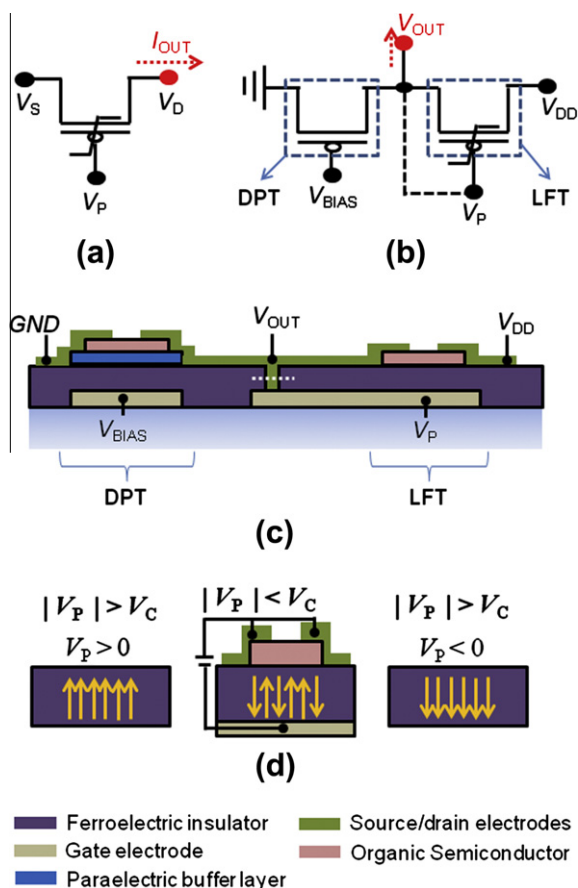 I_OUT
V_S
V_D
V_P
(a)
V_OUT
V_DD
DPT
V_BIAS
V_P
LFT
(b)
GND
V_OUT
V_DD
V_BIAS
V_P
DPT
LFT
(c)
|V_P| > V_C
V_P > 0
|V_P| < V_C
|V_P| > V_C
V_P < 0
(d)
Ferroelectric insulator
Source/drain electrodes
Gate electrode
Organic Semiconductor
Paraelectric buffer layer